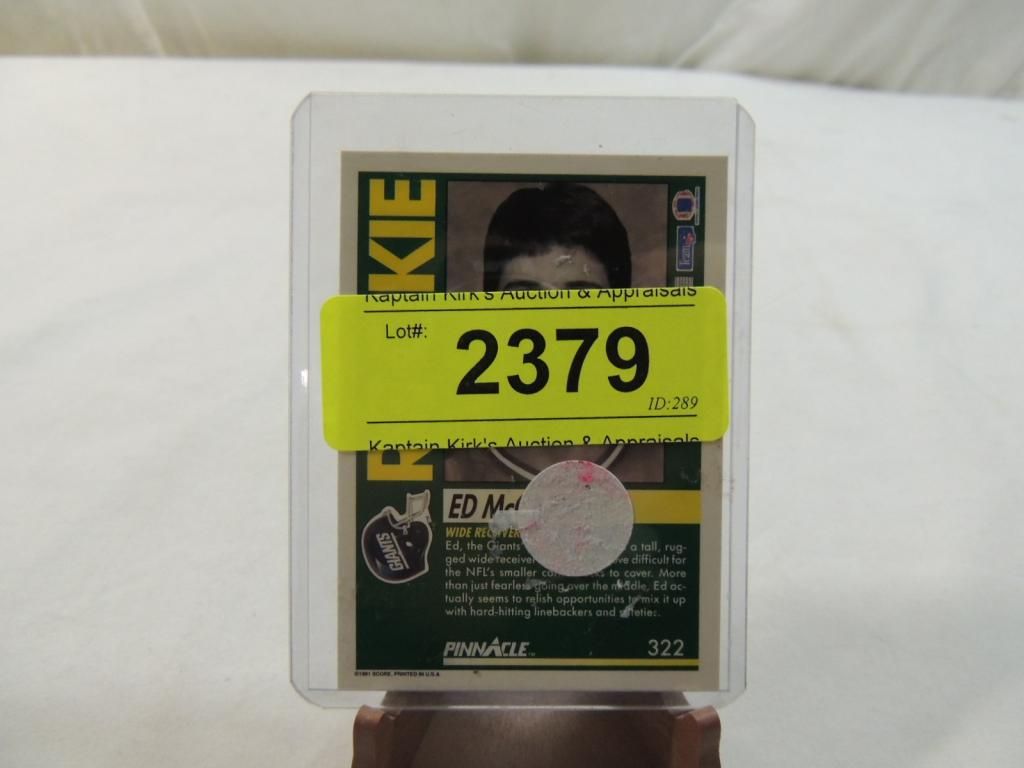 Kaptain Kirk's Auction & Appraisals
Lot#:
2379
ID:289
Kaptain Kirk's Auction & Appraisals
R KIE
Team
GIANTS
ED Mc
WIDE RECEIVER
Ed, the Giants a tall, rug-
ged wide receiver difficult for
the NFL's smaller to cover. More
than just fearless going over the middle, Ed ac-
tually seems to relish opportunities to mix it up
with hard-hitting linebackers and safeties.
PINNACLE™
322
©1991 SCORE, PRINTED IN U.S.A.